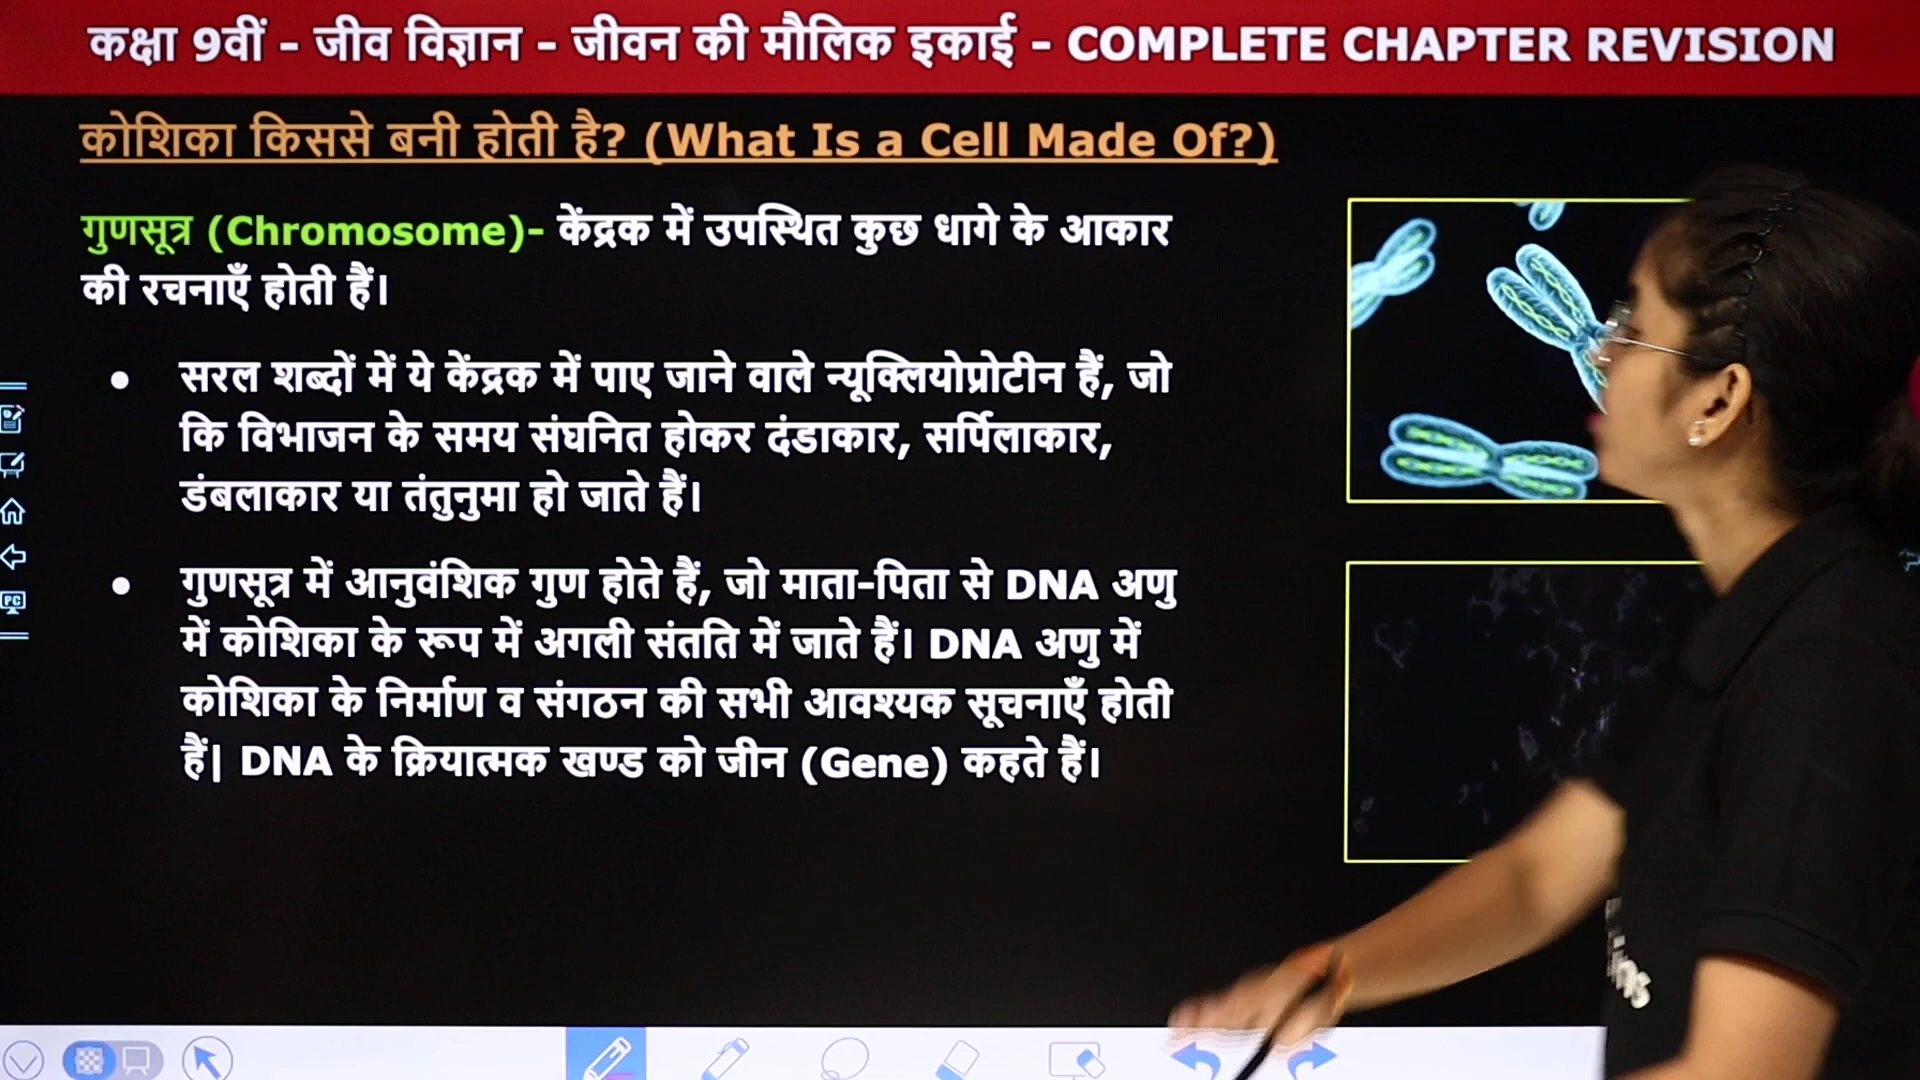 कक्षा 9वीं - जीव विज्ञान - जीवन की मौलिक इकाई - COMPLETE CHAPTER REVISION
कोशिका किससे बनी होती है? (What Is a Cell Made Of?)
गुणसूत्र (Chromosome)- केंद्रक में उपस्थित कुछ धागे के आकार
की रचनाएँ होती हैं।
● सरल शब्दों में ये केंद्रक में पाए जाने वाले न्यूक्लियोप्रोटीन हैं, जो
कि विभाजन के समय संघनित होकर दंडाकार, सर्पिलाकार,
डंबलाकार या तंतुनुमा हो जाते हैं।
● गुणसूत्र में आनुवंशिक गुण होते हैं, जो माता-पिता से DNA अणु
में कोशिका के रूप में अगली संतति में जाते हैं। DNA अणु में
कोशिका के निर्माण व संगठन की सभी आवश्यक सूचनाएँ होती
हैं| DNA के क्रियात्मक खण्ड को जीन (Gene) कहते हैं।
PC